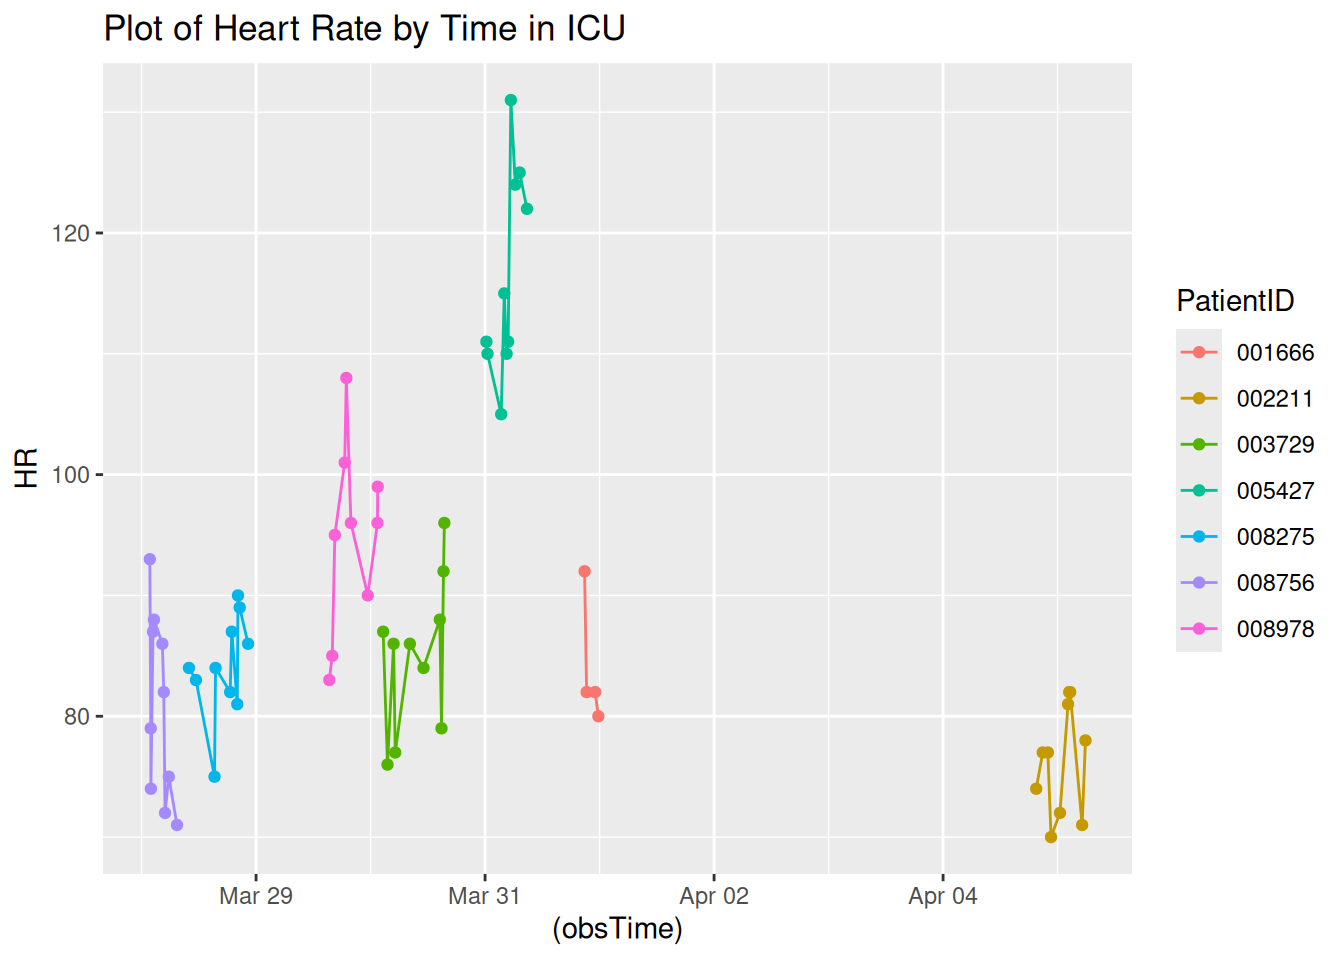 Plot of Heart Rate by Time in ICU
HR
120
100
80
Mar 29
Mar 31
Apr 02
Apr 04
(obsTime)
PatientID
001666
002211
003729
005427
008275
008756
008978